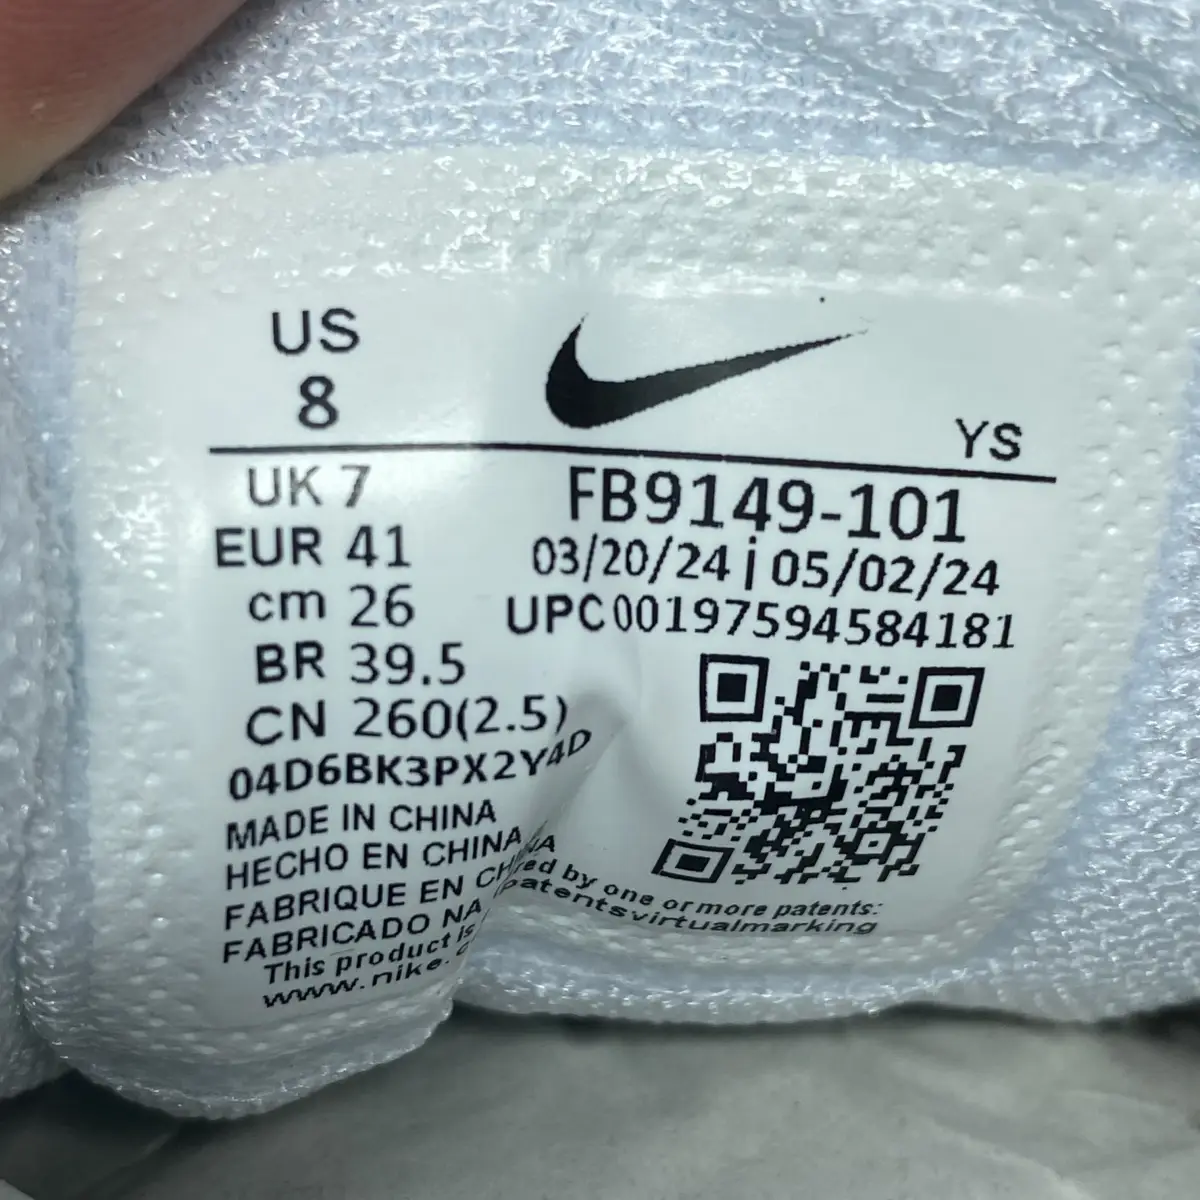 US
8
YS
UK 7
EUR 41
cm 26
BR 39.5
CN 260(2.5)
04D6BK3PX2Y4D
MADE IN CHINA
HECHO EN CHINA
FABRIQUE EN CHINA
FABRICADO NA
This product is
www.nike.
FB9149-101
03/20/24 | 05/02/24
UPC00197594584181
by one or more patents:
patentsvirtualmarking